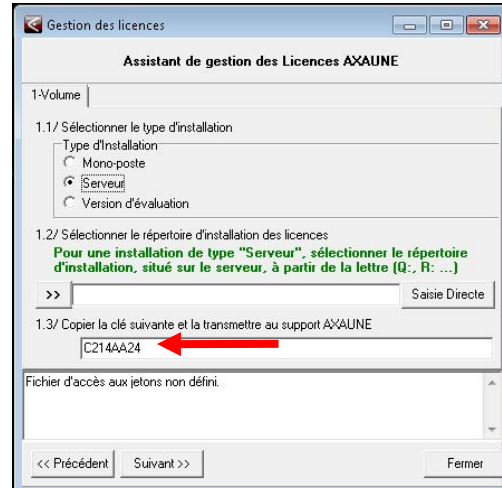 Gestion des licences
Assistant de gestion des Licences AXAUNE
1-Volume
1.1/ Sélectionner le type d'installation
Type d'Installation
Mono-poste
Serveur
Version d'évaluation
1.2/ Sélectionner le répertoire d'installation des licences
Pour une installation de type "Serveur", sélectionner le répertoire
d'installation, situé sur le serveur, à partir de la lettre (Q:, R: ...)
>> Saisie Directe
1.3/ Copier la clé suivante et la transmettre au support AXAUNE
C214AA24
Fichier d'accès aux jetons non défini.
<< Précédent Suivant >> Fermer